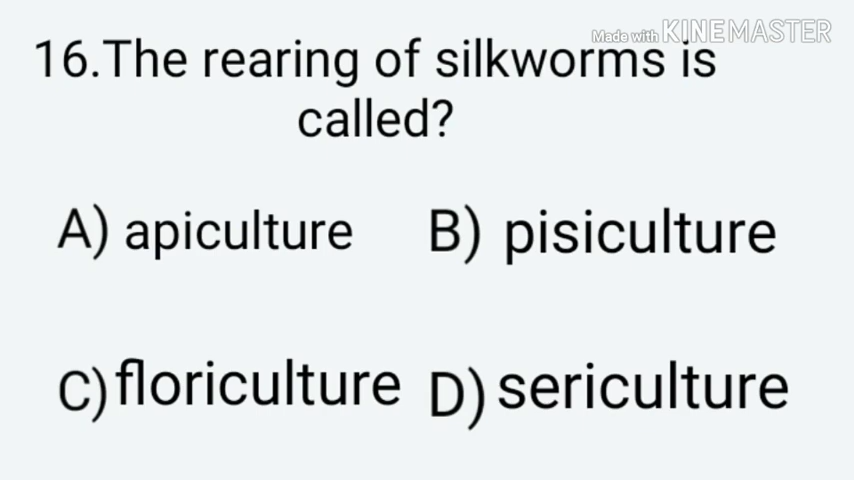 Made with KINEMASTER
16.The rearing of silkworms is
called?
A) apiculture B) pisiculture
C) floriculture D) sericulture